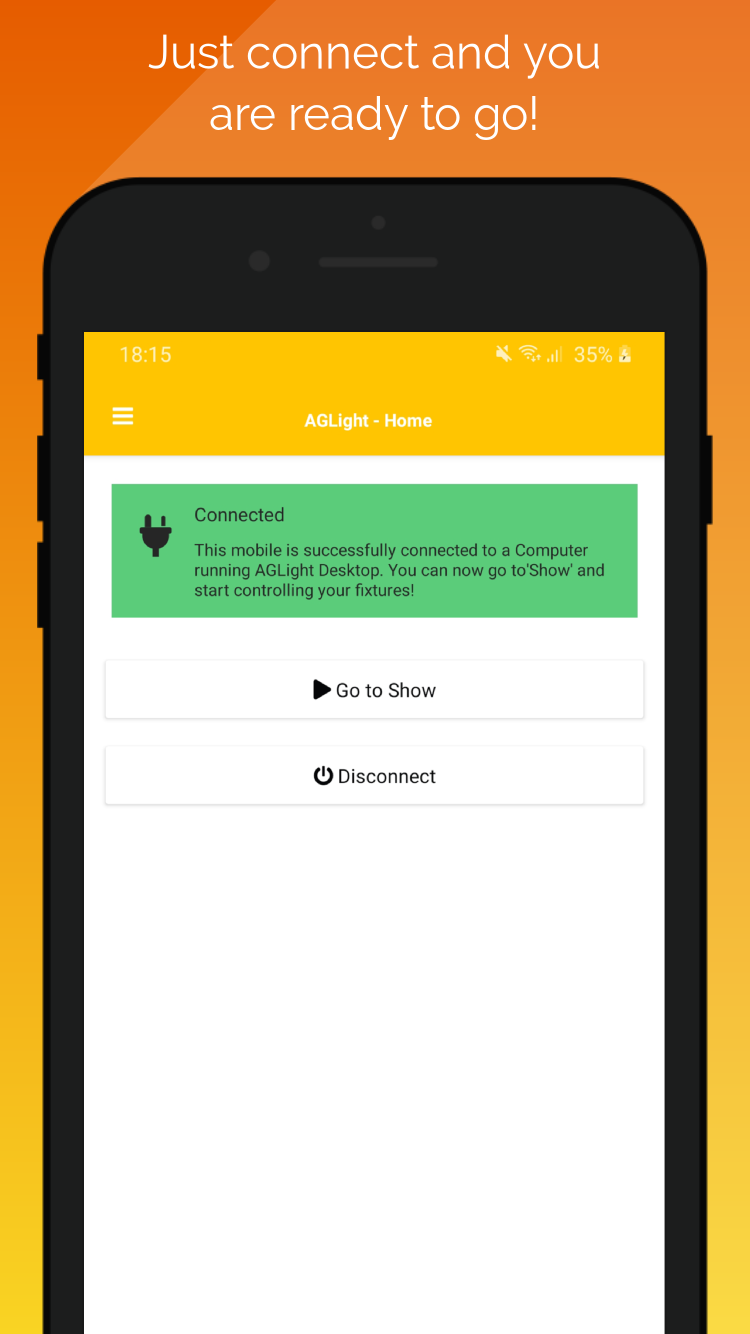 Just connect and you
are ready to go!
18:15
35%
AGLight - Home
Connected
This mobile is successfully connected to a Computer
running AGLight Desktop. You can now go to'Show' and
start controlling your fixtures!
Go to Show
Disconnect